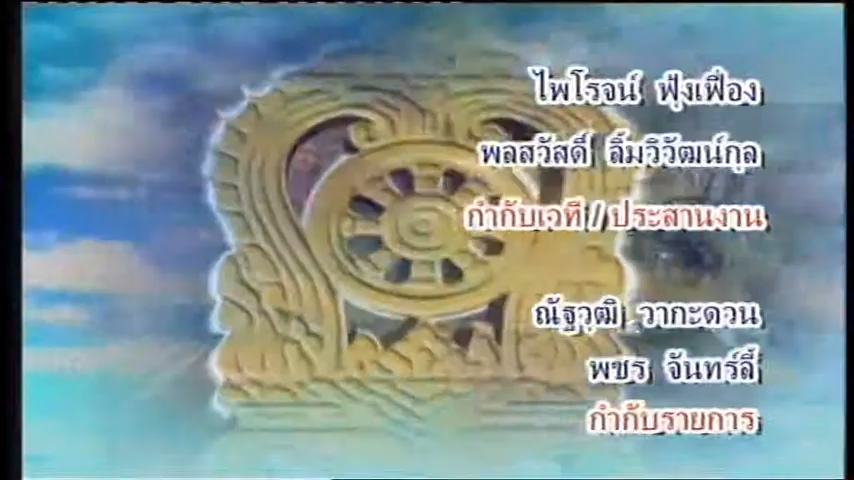 ไพโรจน์ ฟุ้งเฟื่อง
พลสวัสดิ์ ลิ้มวิวัฒน์กุล
กำกับเวที / ประสานงาน
ณัฐวุฒิ วากะดวน
พชร จันทร์ลี้
กำกับรายการ